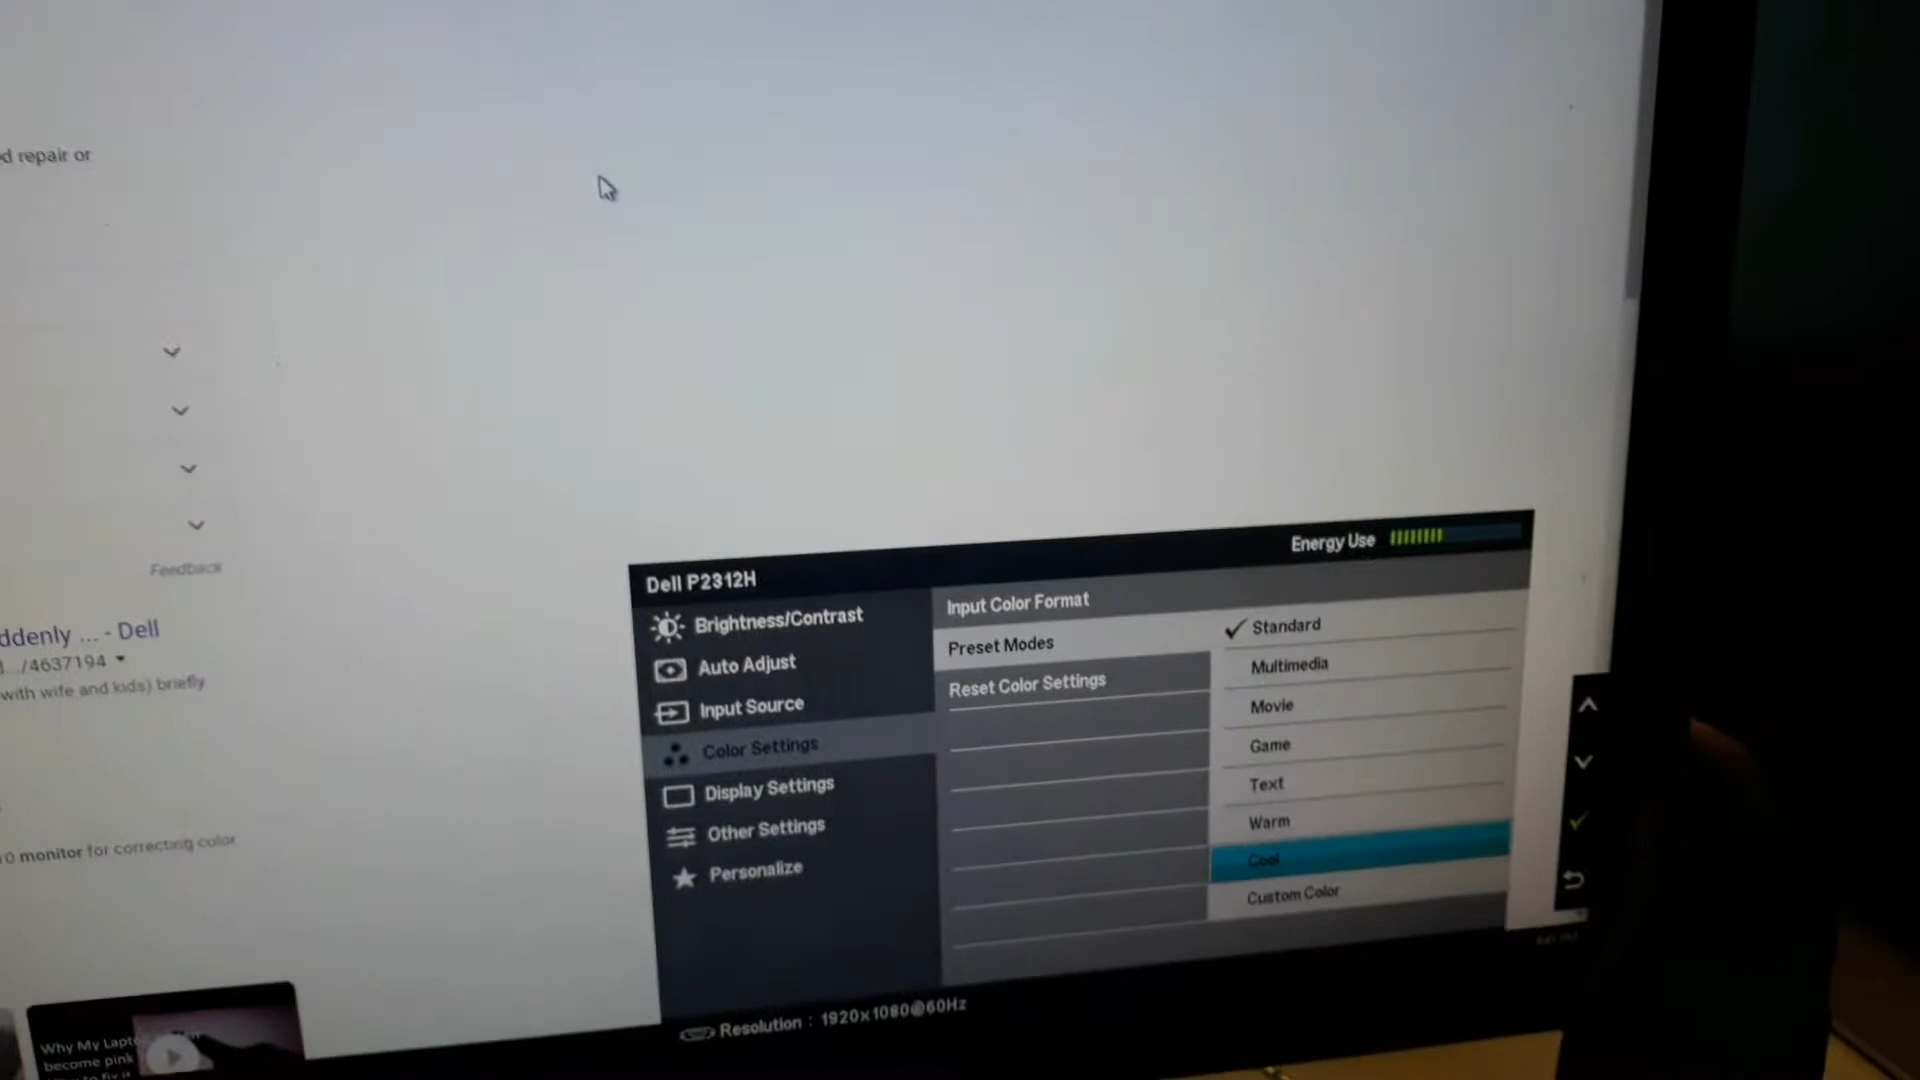 d repair or
Feedback
ddenly ... - Dell
.../4637194
with wife and kids) briefly
0 monitor for correcting color
Why My Lapt
become pink
to fix it
Dell P2312H
Energy Use
Brightness/Contrast
Auto Adjust
Input Source
Color Settings
Display Settings
Other Settings
Personalize
Input Color Format
Preset Modes
Reset Color Settings
Standard
Multimedia
Movie
Game
Text
Warm
Cool
Custom Color
Resolution : 1920x1080@60Hz